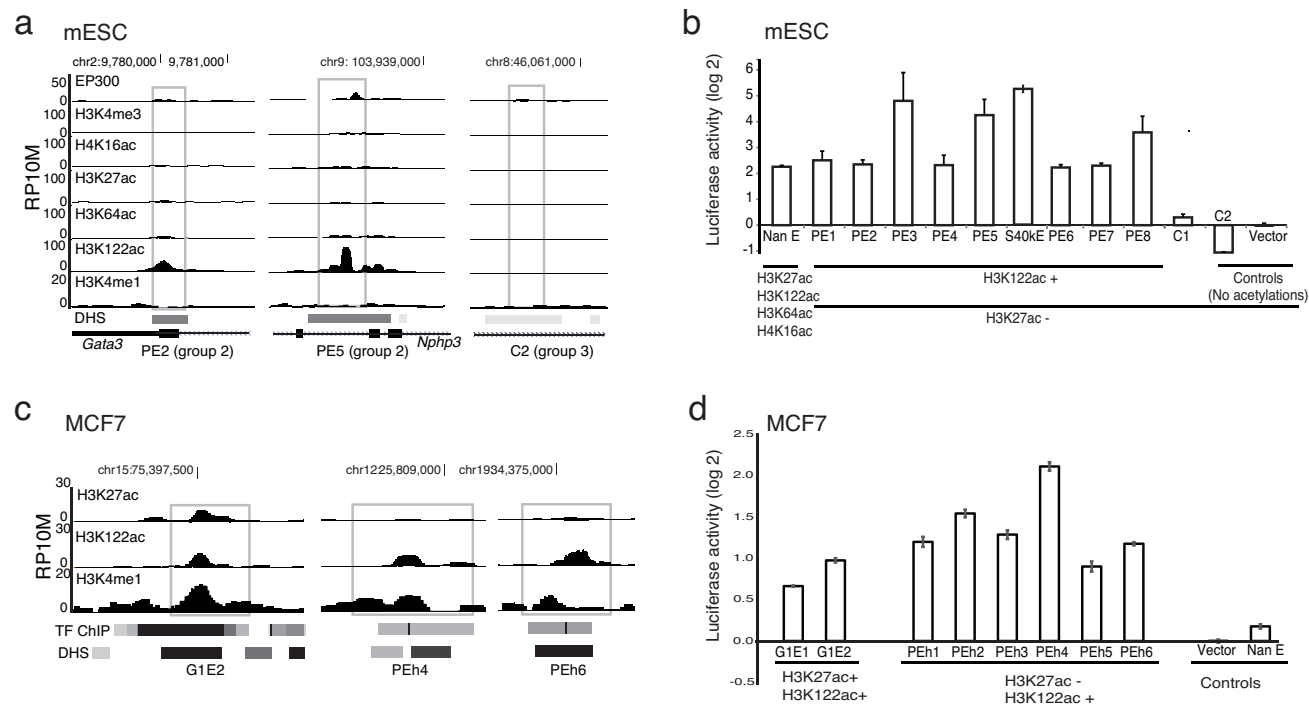 a
mESC
chr2:9,780,000 9,781,000 chr9: 103,939,000 chr8:46,061,000
RP10M
50
EP300
0
100
H3K4me3
0
100
H4K16ac
0
100
H3K27ac
0
100
H3K64ac
0
100
H3K122ac
0
20
H3K4me1
0
DHS
Gata3 Nphp3
PE2 (group 2) PE5 (group 2) C2 (group 3)
b
mESC
Luciferase activity (log 2)
6
5
4
3
2
1
0
-1
Nan E PE1 PE2 PE3 PE4 PE5 S40kE PE6 PE7 PE8 C1 C2 Vector
H3K27ac
H3K122ac
H3K64ac
H4K16ac
H3K122ac +
Controls
(No acetylations)
H3K27ac -
c
MCF7
chr15:75,397,500 chr1225,809,000 chr1934,375,000
RP10M
30
H3K27ac
0
30
H3K122ac
0
20
H3K4me1
0
TF ChIP
DHS
G1E2 PEh4 PEh6
d
MCF7
Luciferase activity (log 2)
2.5
2.0
1.5
1.0
0.5
0.0
-0.5
G1E1 G1E2 PEh1 PEh2 PEh3 PEh4 PEh5 PEh6 Vector Nan E
H3K27ac+
H3K122ac+
H3K27ac -
H3K122ac +
Controls